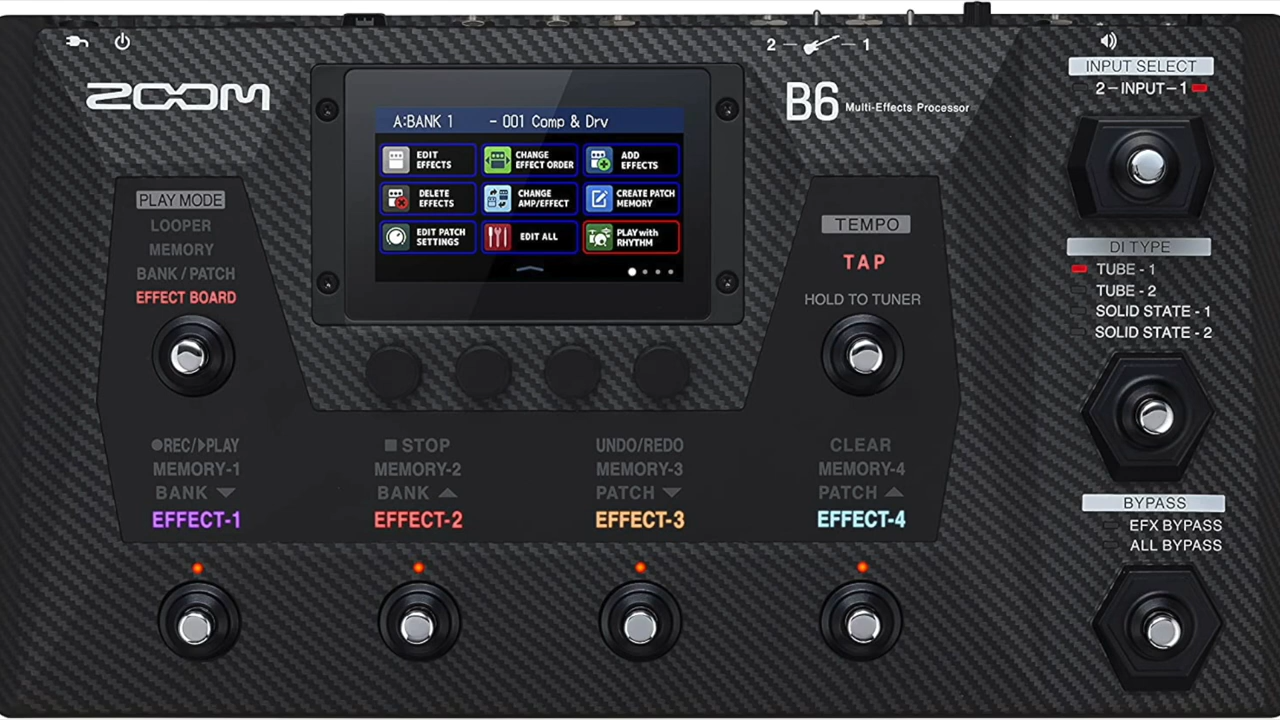 2 1
ZOOM
B6 Multi-Effects Processor
A:BANK 1 - 001 Comp & Drv
EDIT EFFECTS
CHANGE EFFECT ORDER
ADD EFFECTS
DELETE EFFECTS
CHANGE AMP/EFFECT
CREATE PATCH MEMORY
EDIT PATCH SETTINGS
EDIT ALL
PLAY with RHYTHM
PLAY MODE
LOOPER
MEMORY
BANK / PATCH
EFFECT BOARD
TEMPO
TAP
HOLD TO TUNER
INPUT SELECT
2-INPUT-1
DI TYPE
TUBE - 1
TUBE - 2
SOLID STATE - 1
SOLID STATE - 2
●REC/▶PLAY
MEMORY-1
BANK ▼
EFFECT-1
■ STOP
MEMORY-2
BANK ▲
EFFECT-2
UNDO/REDO
MEMORY-3
PATCH ▼
EFFECT-3
CLEAR
MEMORY-4
PATCH ▲
EFFECT-4
BYPASS
EFX BYPASS
ALL BYPASS